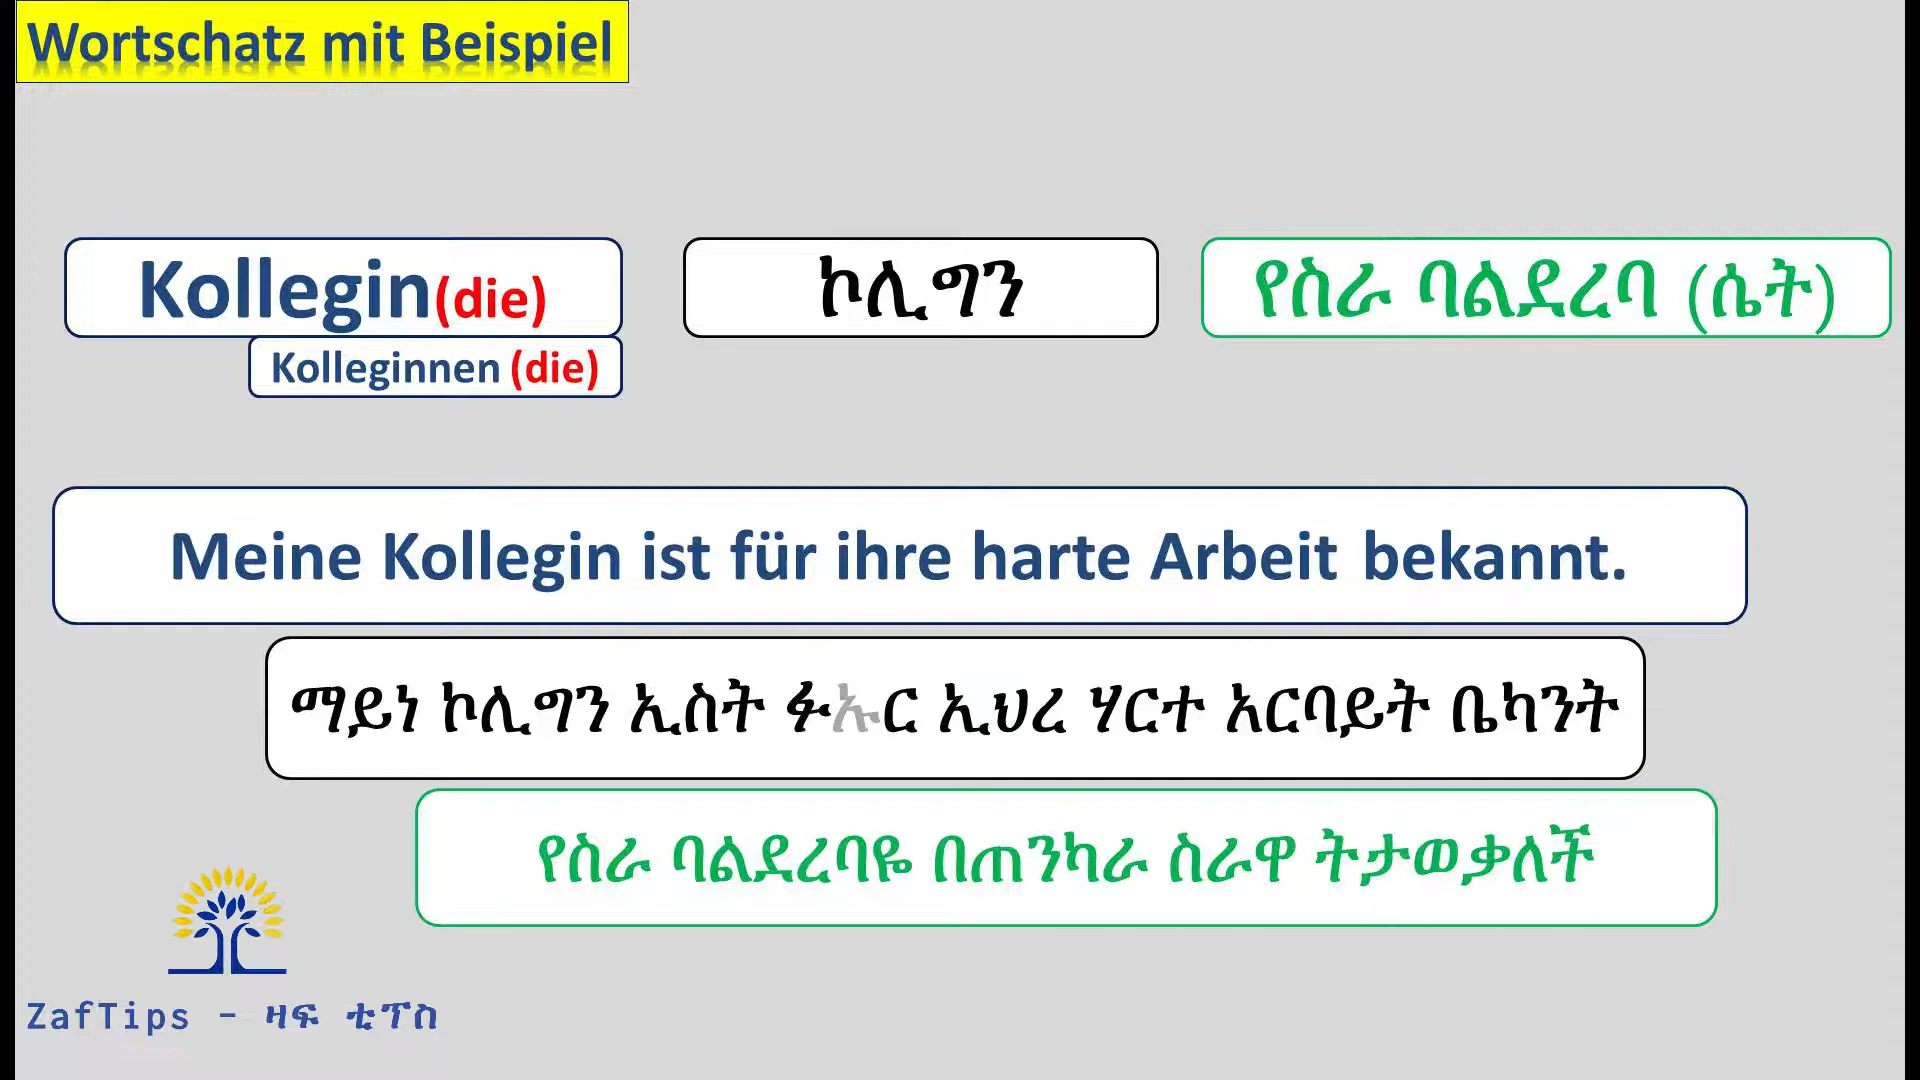 Wortschatz mit Beispiel
Kollegin(die)
ኮሊግን
የስራ ባልደረባ (ሴት)
Kolleginnen (die)
Meine Kollegin ist für ihre harte Arbeit bekannt.
ማይነ ኮሊግን ኢስት ፉኡር ኢህረ ሃርተ አርባይት ቤካንት
የስራ ባልደረባዬ በጠንካራ ስራዋ ትታወቃለች
ZafTips - ዛፍ ቲፕስ